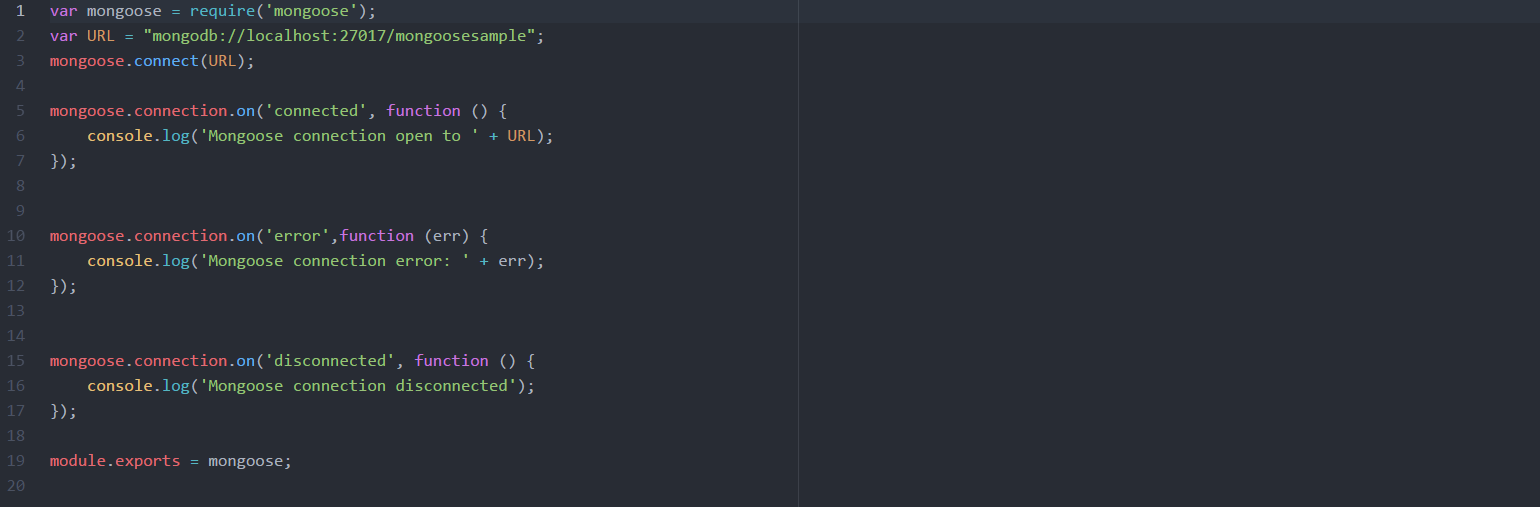 1 var mongoose = require('mongoose');
2 var URL = "mongodb://localhost:27017/mongoosesample";
3 mongoose.connect(URL);
4
5 mongoose.connection.on('connected', function () {
6     console.log('Mongoose connection open to ' + URL);
7 });
8
9
10 mongoose.connection.on('error',function (err) {
11     console.log('Mongoose connection error: ' + err);
12 });
13
14
15 mongoose.connection.on('disconnected', function () {
16     console.log('Mongoose connection disconnected');
17 });
18
19 module.exports = mongoose;
20